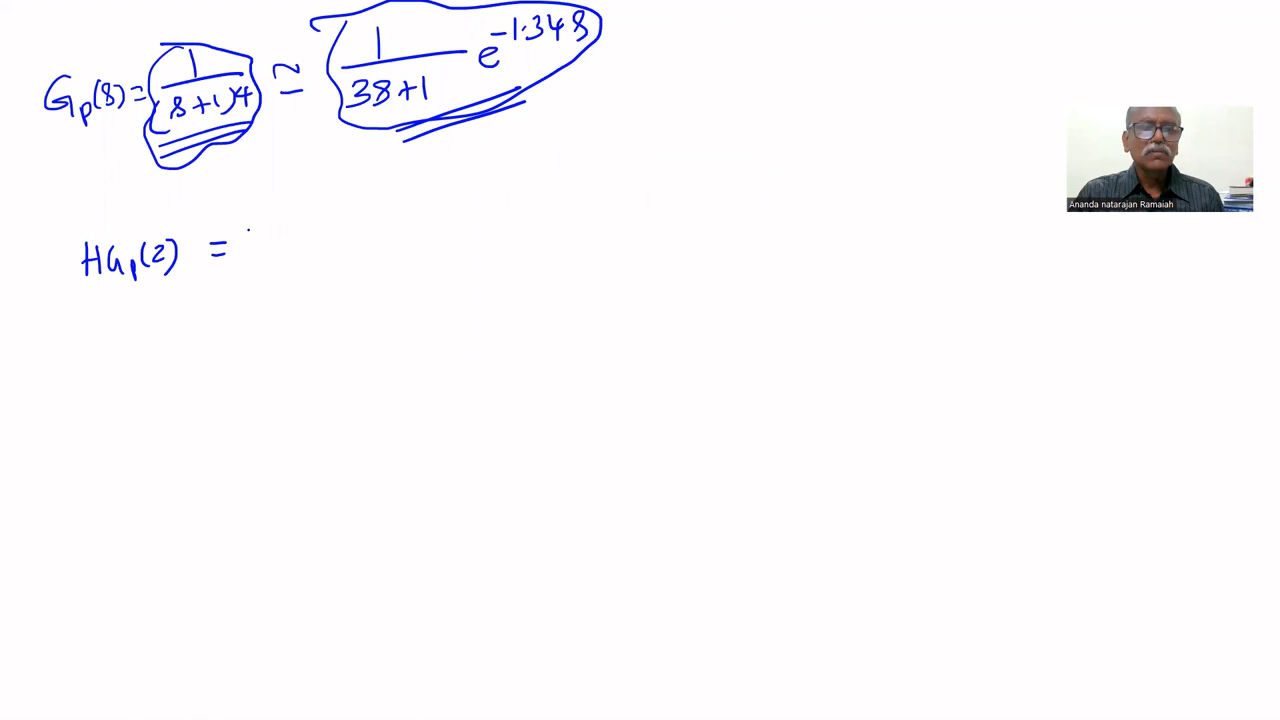 Gp(s) = 1/(s+1)^4 ≃ 1/(3s+1) e^-1.34s
Ananda natarajan Ramaiah
HGp(z) =